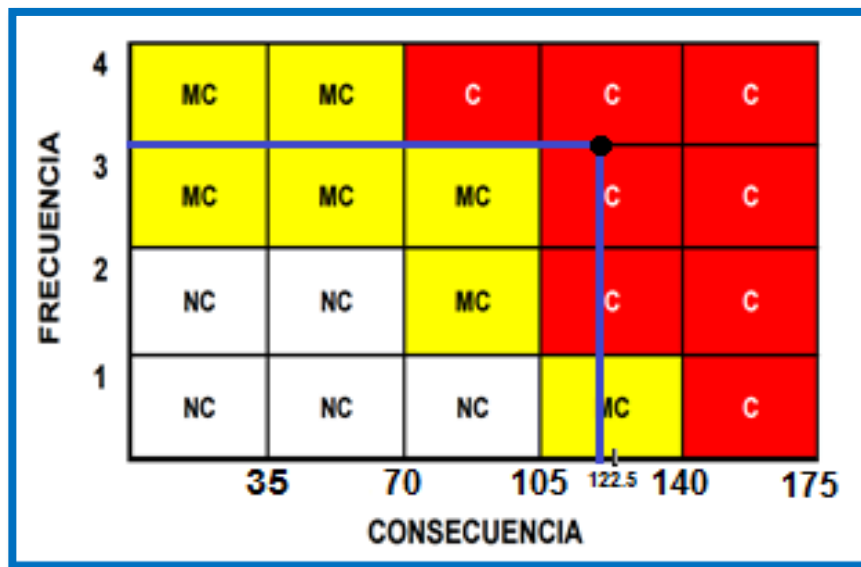 4 MC MC C C C
3 MC MC MC C C
2 NC NC MC C C
1 NC NC NC MC C
FRECUENCIA
35 70 105 122.5 140 175
CONSECUENCIA